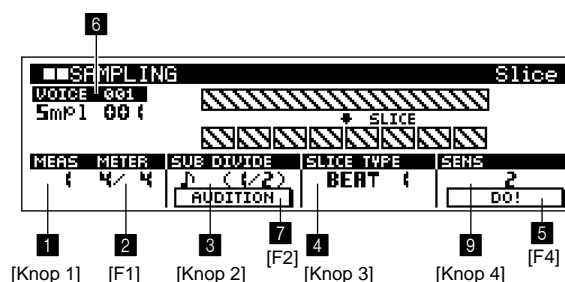 6
■■SAMPLING Slice
VOICE 001
Smpl 001
SLICE
MEAS METER SUB DIVIDE SLICE TYPE SENS
1 4/ 4 ♪ (1/2) BEAT 1 2
AUDITION DO!
1 2 3 7 4 9 5
[Knop 1] [F1] [Knop 2] [F2] [Knop 3] [Knop 4] [F4]